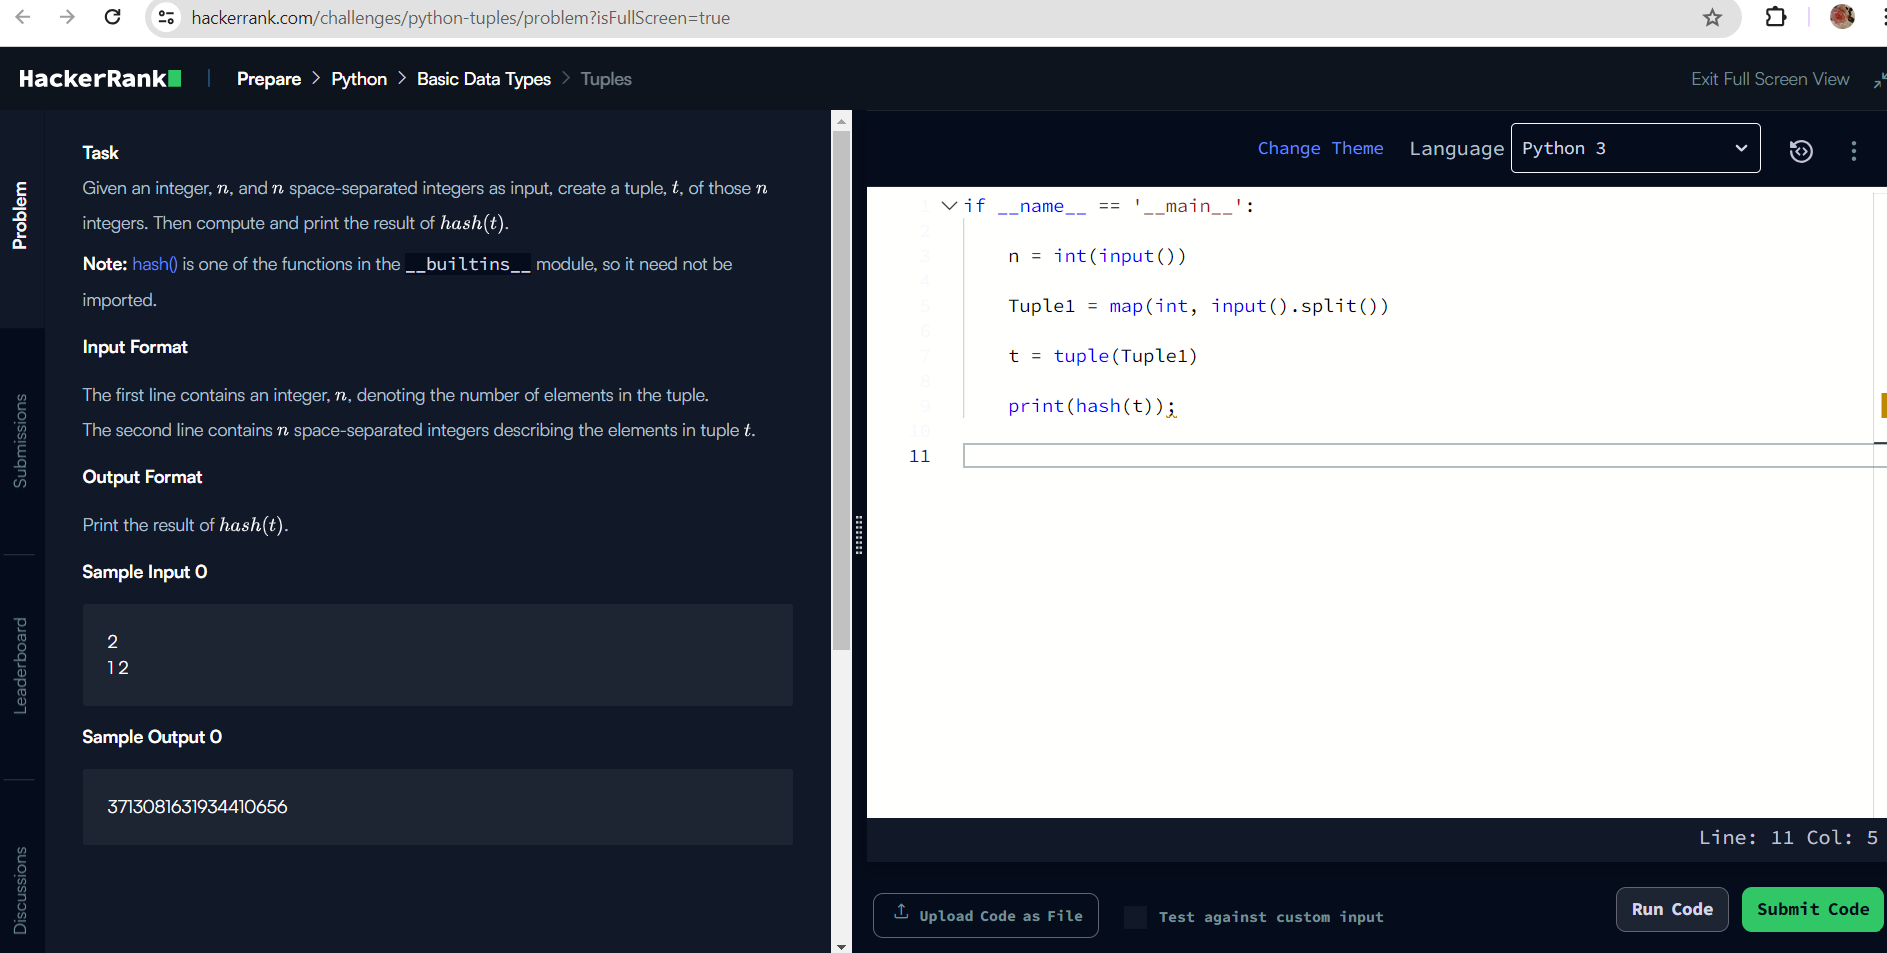 hackerrank.com/challenges/python-tuples/problem?isFullScreen=true
HackerRank
Prepare > Python > Basic Data Types > Tuples
Exit Full Screen View
Problem
Submissions
Leaderboard
Discussions
Task
Given an integer, n, and n space-separated integers as input, create a tuple, t, of those n
integers. Then compute and print the result of hash(t).
Note: hash() is one of the functions in the __builtins__ module, so it need not be
imported.
Input Format
The first line contains an integer, n, denoting the number of elements in the tuple.
The second line contains n space-separated integers describing the elements in tuple t.
Output Format
Print the result of hash(t).
Sample Input 0
2
1 2
Sample Output 0
3713081631934410656
Change Theme Language Python 3
1 if __name__ == '__main__':
2
3 n = int(input())
4
5 Tuple1 = map(int, input().split())
6
7 t = tuple(Tuple1)
8
9 print(hash(t));
10
11
Line: 11 Col: 5
Upload Code as File
Test against custom input
Run Code
Submit Code